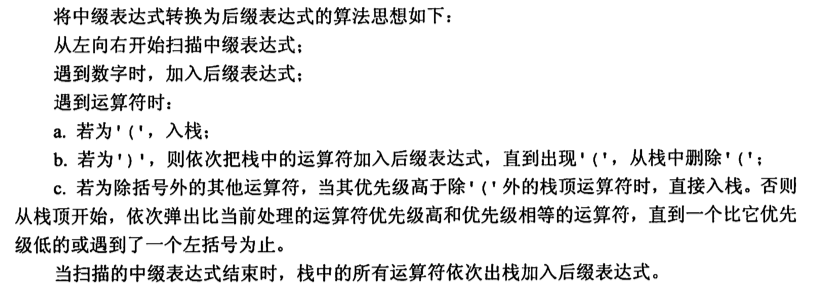 将中缀表达式转换为后缀表达式的算法思想如下：
从左向右开始扫描中缀表达式；
遇到数字时，加入后缀表达式；
遇到运算符时：
a. 若为'('，入栈；
b. 若为')'，则依次把栈中的运算符加入后缀表达式，直到出现'('，从栈中删除'('；
c. 若为除括号外的其他运算符，当其优先级高于除'('外的栈顶运算符时，直接入栈。否则
从栈顶开始，依次弹出比当前处理的运算符优先级高和优先级相等的运算符，直到一个比它优先
级低的或遇到了一个左括号为止。
当扫描的中缀表达式结束时，栈中的所有运算符依次出栈加入后缀表达式。